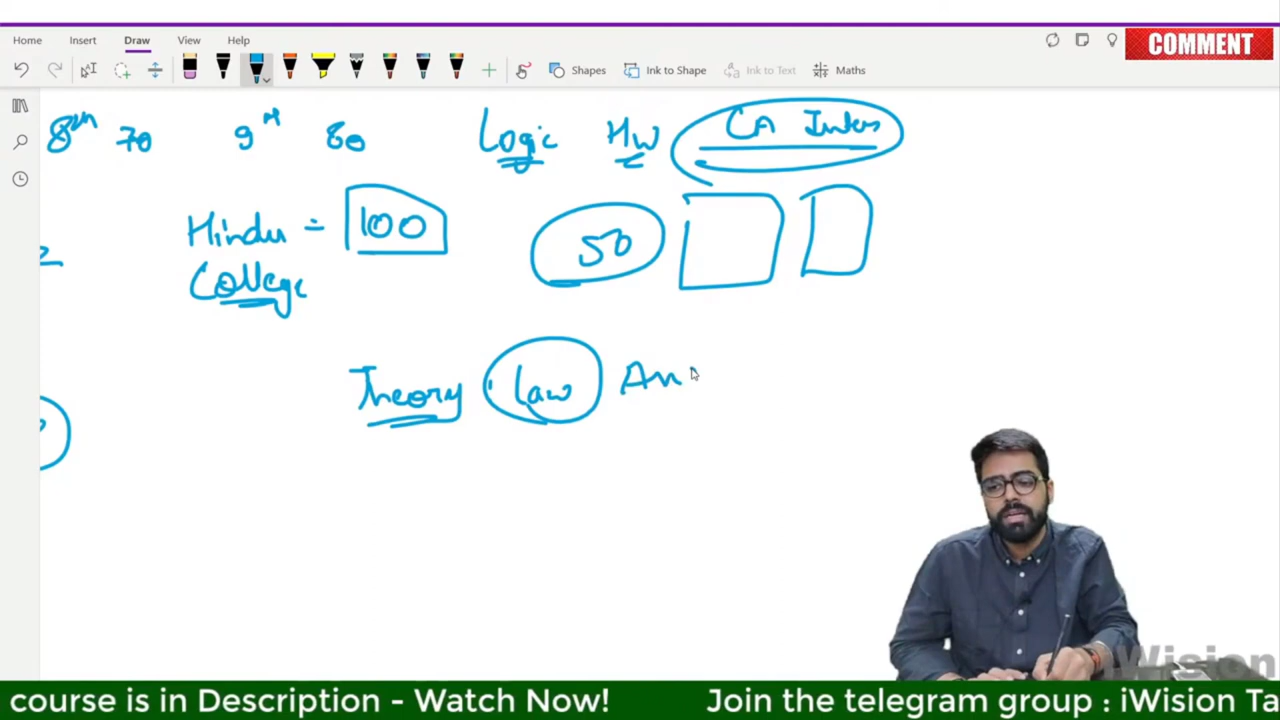 Home Insert Draw View Help
COMMENT
Shapes Ink to Shape Ink to Text Maths
8th 70 9th 80 Logic HW CA Inter
Hindu = 100 50
College
Theory Law An
iWision
course is in Description - Watch Now! Join the telegram group : iWision Ta